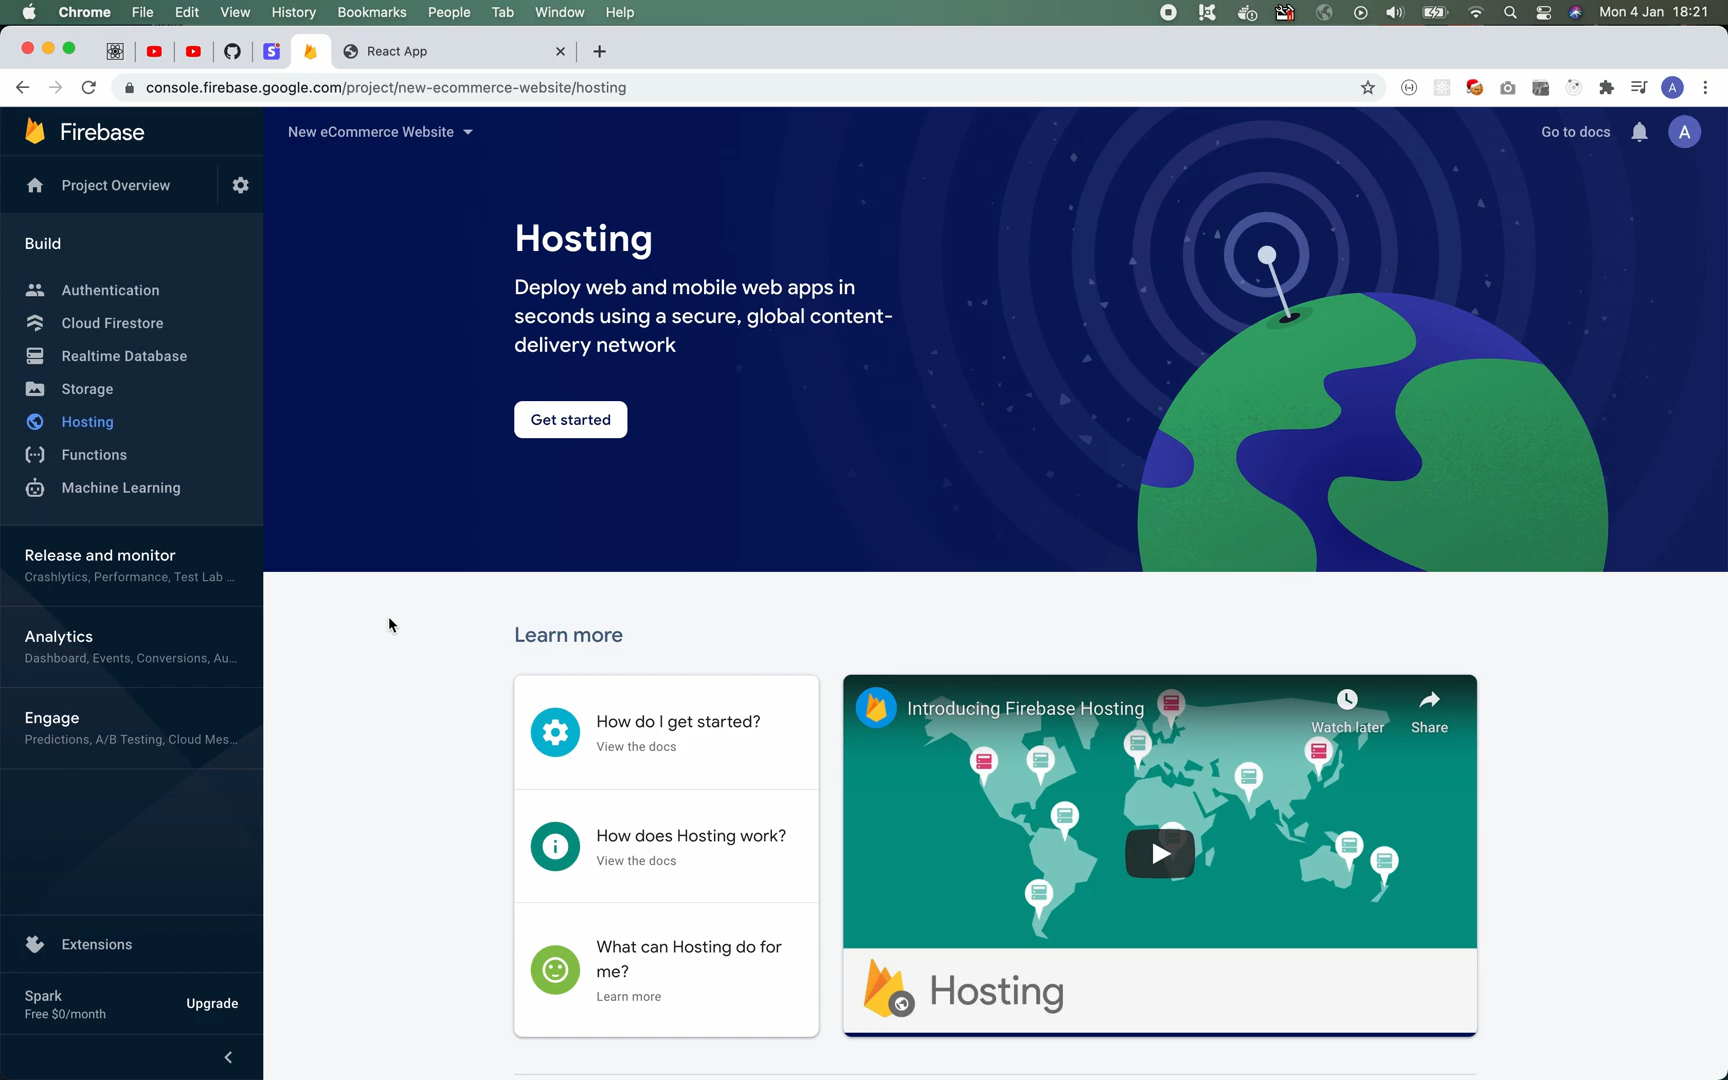 Chrome File Edit View History Bookmarks People Tab Window Help Mon 4 Jan 18:21
React App
console.firebase.google.com/project/new-ecommerce-website/hosting
A
Firebase
New eCommerce Website
Go to docs
A
Project Overview
Build
Authentication
Cloud Firestore
Realtime Database
Storage
Hosting
Functions
Machine Learning
Release and monitor
Crashlytics, Performance, Test Lab ...
Analytics
Dashboard, Events, Conversions, Au...
Engage
Predictions, A/B Testing, Cloud Mes...
Extensions
Spark
Free $0/month
Upgrade
Hosting
Deploy web and mobile web apps in
seconds using a secure, global content-
delivery network
Get started
Learn more
How do I get started?
View the docs
How does Hosting work?
View the docs
What can Hosting do for
me?
Learn more
Introducing Firebase Hosting
Watch later
Share
Hosting